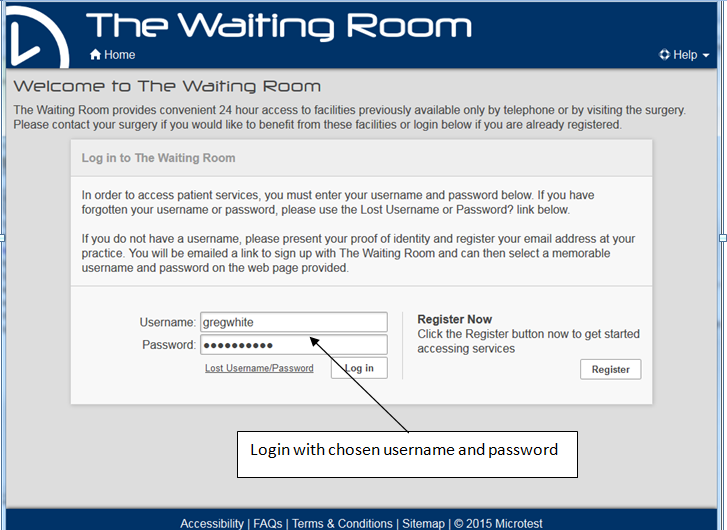 The Waiting Room
Home
Help
Welcome to The Waiting Room
The Waiting Room provides convenient 24 hour access to facilities previously available only by telephone or by visiting the surgery.
Please contact your surgery if you would like to benefit from these facilities or login below if you are already registered.
Log in to The Waiting Room
In order to access patient services, you must enter your username and password below. If you have
forgotten your username or password, please use the Lost Username or Password? link below.
If you do not have a username, please present your proof of identity and register your email address at your
practice. You will be emailed a link to sign up with The Waiting Room and can then select a memorable
username and password on the web page provided.
Username: gregwhite
Password: ●●●●●●●●●●
Lost Username/Password
Log in
Register Now
Click the Register button now to get started
accessing services
Register
Login with chosen username and password
Accessibility | FAQs | Terms & Conditions | Sitemap | © 2015 Microtest